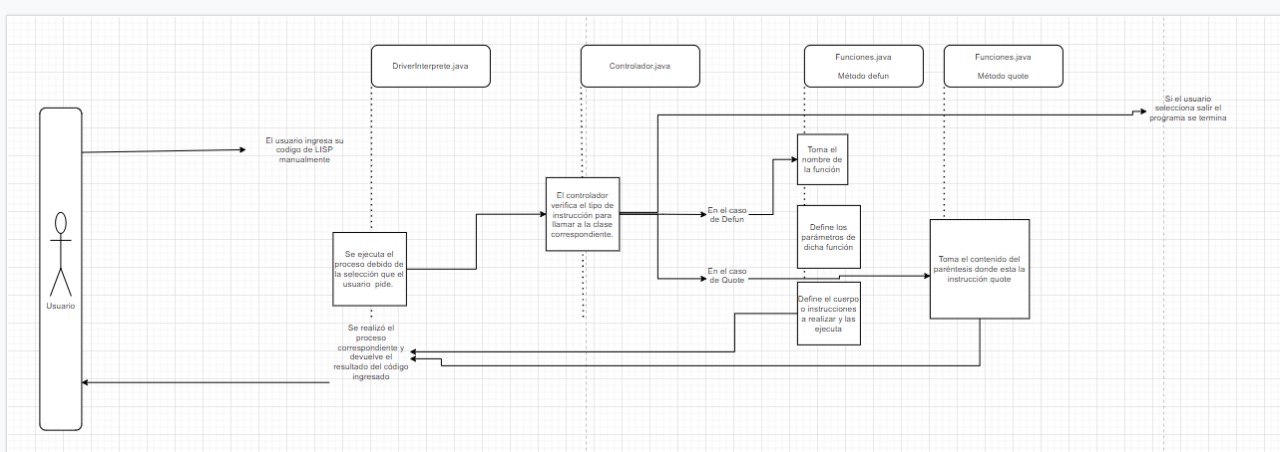 DriverInterprete.java
Controlador.java
Funciones.java
Método defun
Funciones.java
Método quote
Si el usuario
selecciona salir el
programa se termina
El usuario ingresa su
codigo de LISP
manualmente
Toma el
nombre de
la función
El controlador
verifica el tipo de
instrucción para
llamar a la clase
correspondiente.
En el caso
de Defun
Define los
parámetros de
dicha función
Se ejecuta el
proceso debido de
la selección que el
usuario pide.
En el caso
de Quote
Toma el contenido del
paréntesis donde esta la
instrucción quote
Usuario
Define el cuerpo
o instrucciones
a realizar y las
ejecuta
Se realizó el
proceso
correspondiente y
devuelve el
resultado del código
ingresado